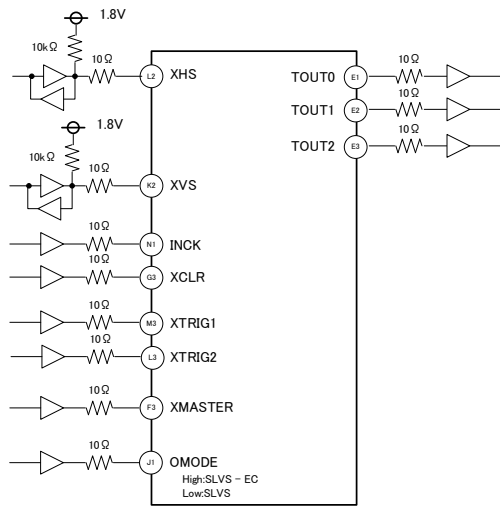 1.8V
10kΩ
10Ω
L2
XHS
1.8V
10kΩ
10Ω
K2
XVS
10Ω
N1
INCK
10Ω
G3
XCLR
10Ω
M3
XTRIG1
10Ω
L3
XTRIG2
10Ω
F3
XMASTER
10Ω
J1
OMODE
High:SLVS - EC
Low:SLVS
TOUT0
E1
10Ω
TOUT1
E2
10Ω
TOUT2
E3
10Ω